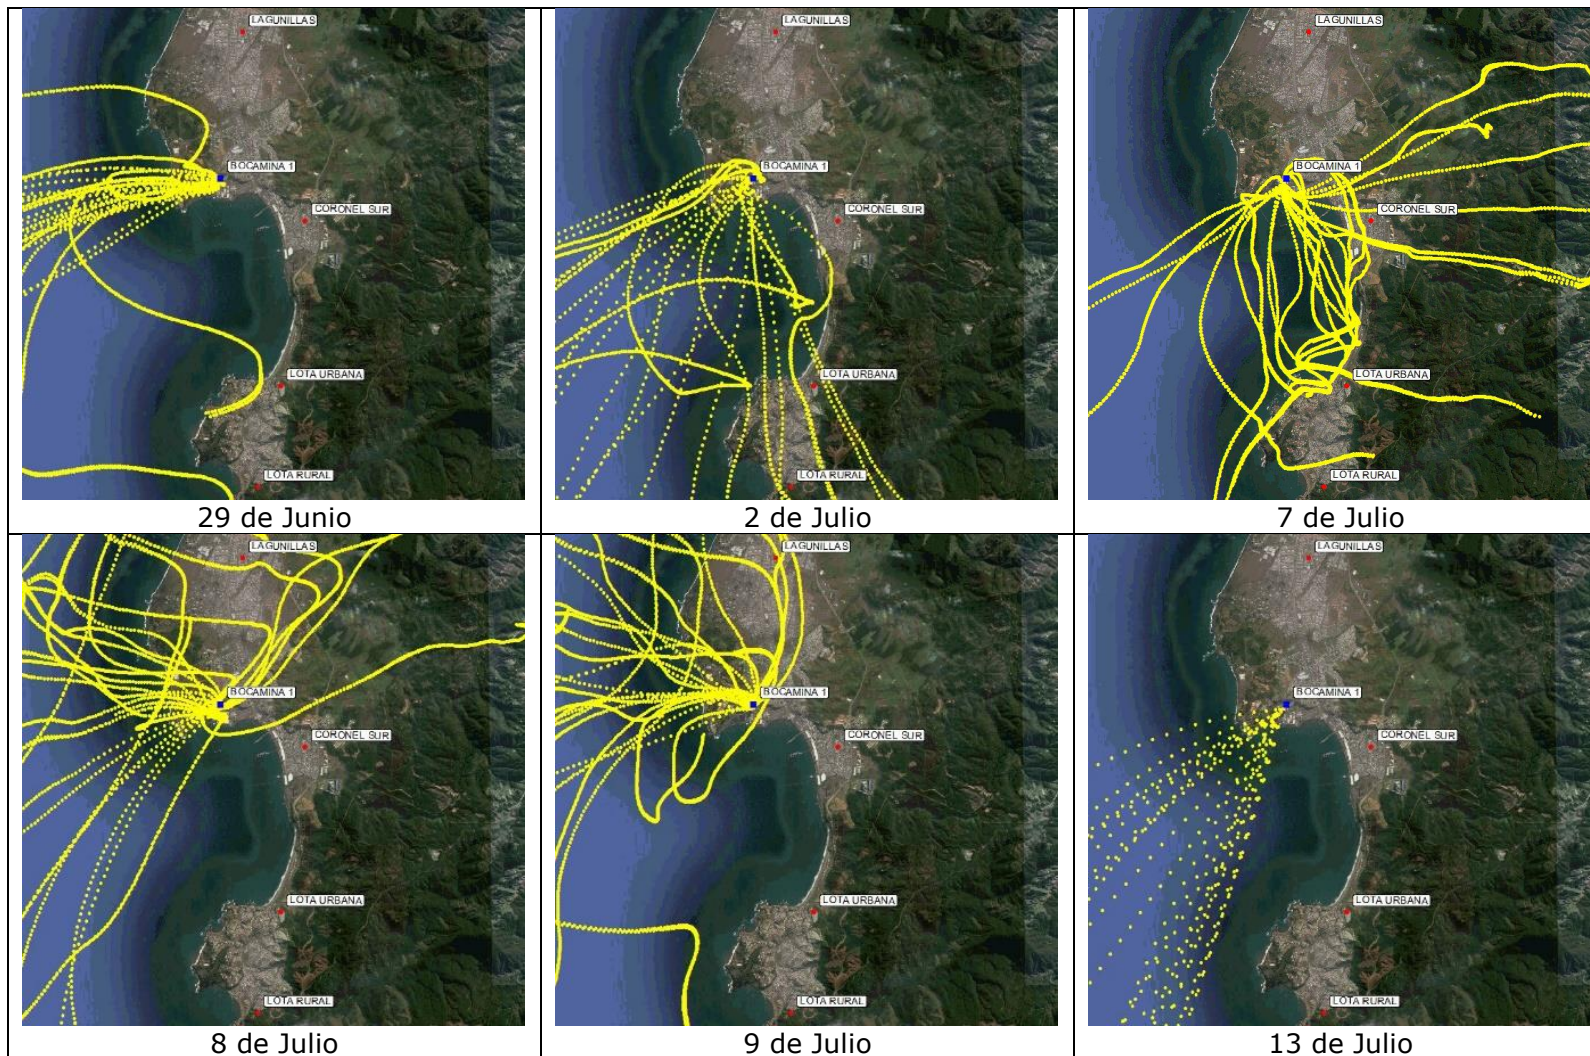 LAGUNILLAS
BOCAMINA 1
CORONEL SUR
LOTA URBANA
LOTA RURAL
29 de Junio
LAGUNILLAS
BOCAMINA 1
CORONEL SUR
LOTA URBANA
LOTA RURAL
2 de Julio
LAGUNILLAS
BOCAMINA 1
CORONEL SUR
LOTA URBANA
LOTA RURAL
7 de Julio
LAGUNILLAS
BOCAMINA 1
CORONEL SUR
LOTA URBANA
LOTA RURAL
8 de Julio
LAGUNILLAS
BOCAMINA 1
CORONEL SUR
LOTA URBANA
LOTA RURAL
9 de Julio
LAGUNILLAS
BOCAMINA 1
CORONEL SUR
LOTA URBANA
LOTA RURAL
13 de Julio